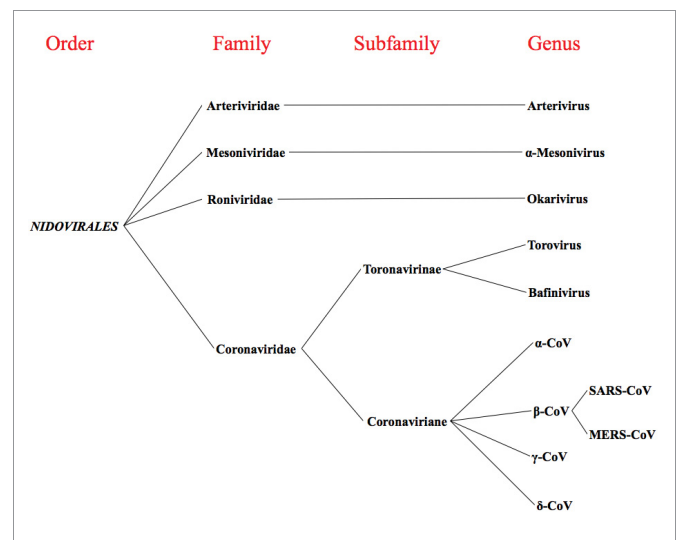 Order Family Subfamily Genus
Arteriviridae Arterivirus
Mesoniviridae α-Mesonivirus
Roniviridae Okarivirus
NIDOVIRALES
Torovirus
Toronavirinae
Bafinivirus
α-CoV
Coronaviridae
SARS-CoV
β-CoV
Coronaviriane
MERS-CoV
γ-CoV
δ-CoV